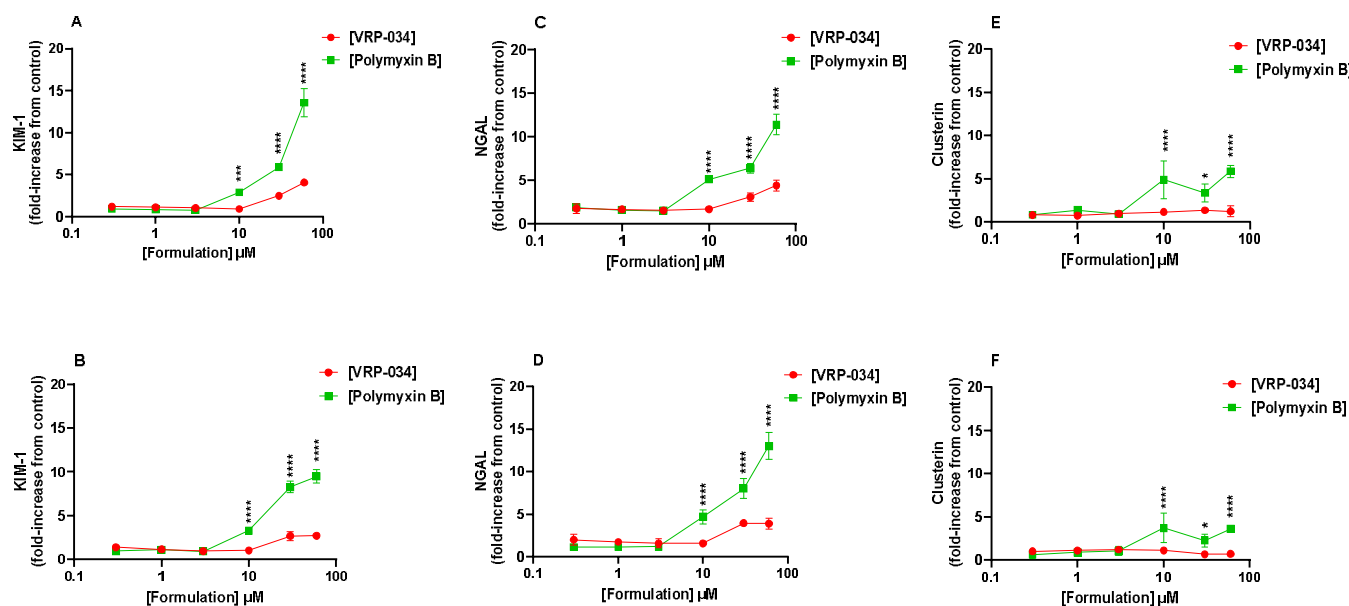 A
[VRP-034]
[Polymyxin B]
KIM-1
(fold-increase from control)
20
15
10
5
0
***
****
****
0.1
1
10
100
[Formulation] µM
C
[VRP-034]
[Polymyxin B]
NGAL
(fold-increase from control)
20
15
10
5
0
****
****
****
0.1
1
10
100
[Formulation] µM
E
[VRP-034]
[Polymyxin B]
Clusterin
(fold-increase from control)
20
15
10
5
0
****
*
****
0.1
1
10
100
[Formulation] µM
B
[VRP-034]
[Polymyxin B]
KIM-1
(fold-increase from control)
20
15
10
5
0
****
****
****
0.1
1
10
100
[Formulation] µM
D
[VRP-034]
[Polymyxin B]
NGAL
(fold-increase from control)
20
15
10
5
0
****
****
****
0.1
1
10
100
[Formulation] µM
F
[VRP-034]
[Polymyxin B]
Clusterin
(fold-increase from control)
20
15
10
5
0
****
*
****
0.1
1
10
100
[Formulation] µM